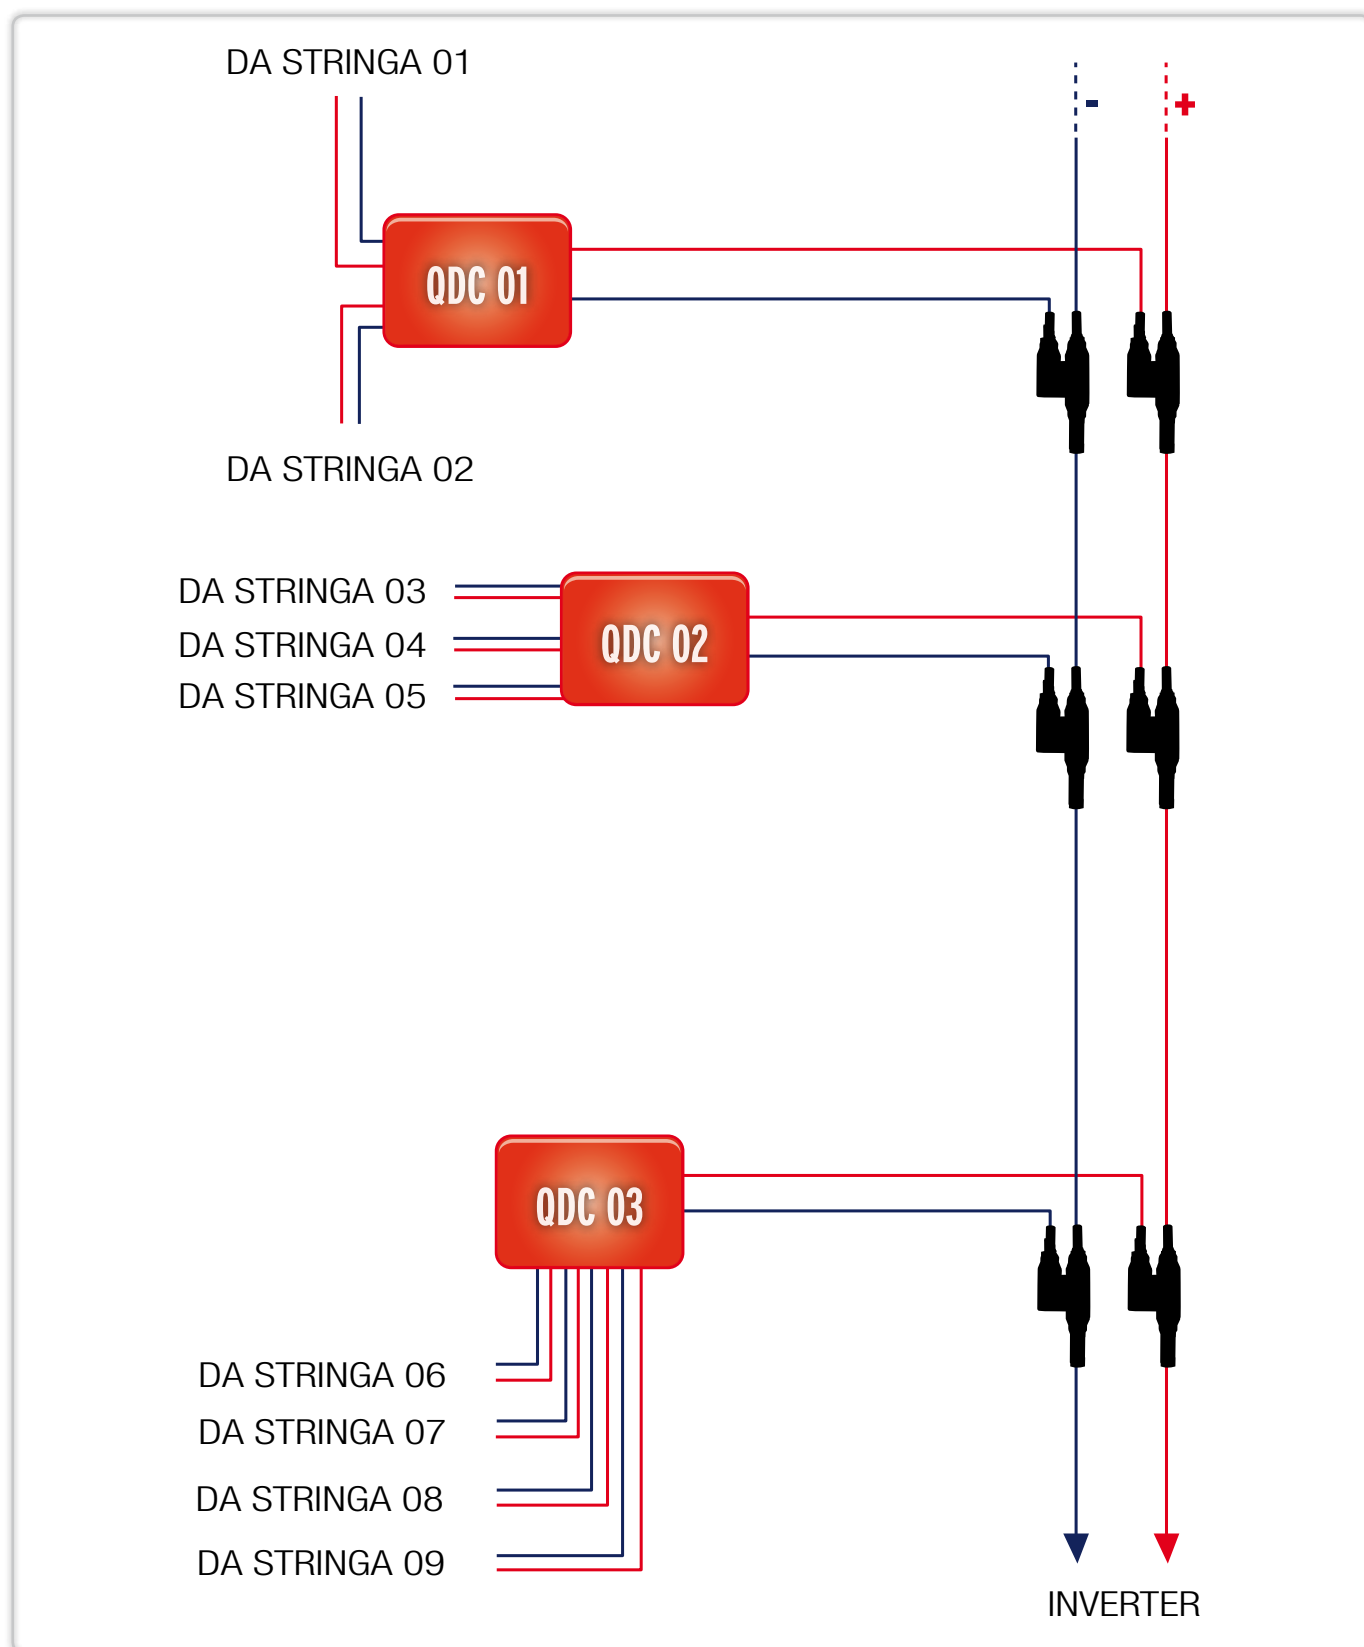 DA STRINGA 01
-
+
QDC 01
DA STRINGA 02
DA STRINGA 03
DA STRINGA 04
DA STRINGA 05
QDC 02
QDC 03
DA STRINGA 06
DA STRINGA 07
DA STRINGA 08
DA STRINGA 09
INVERTER